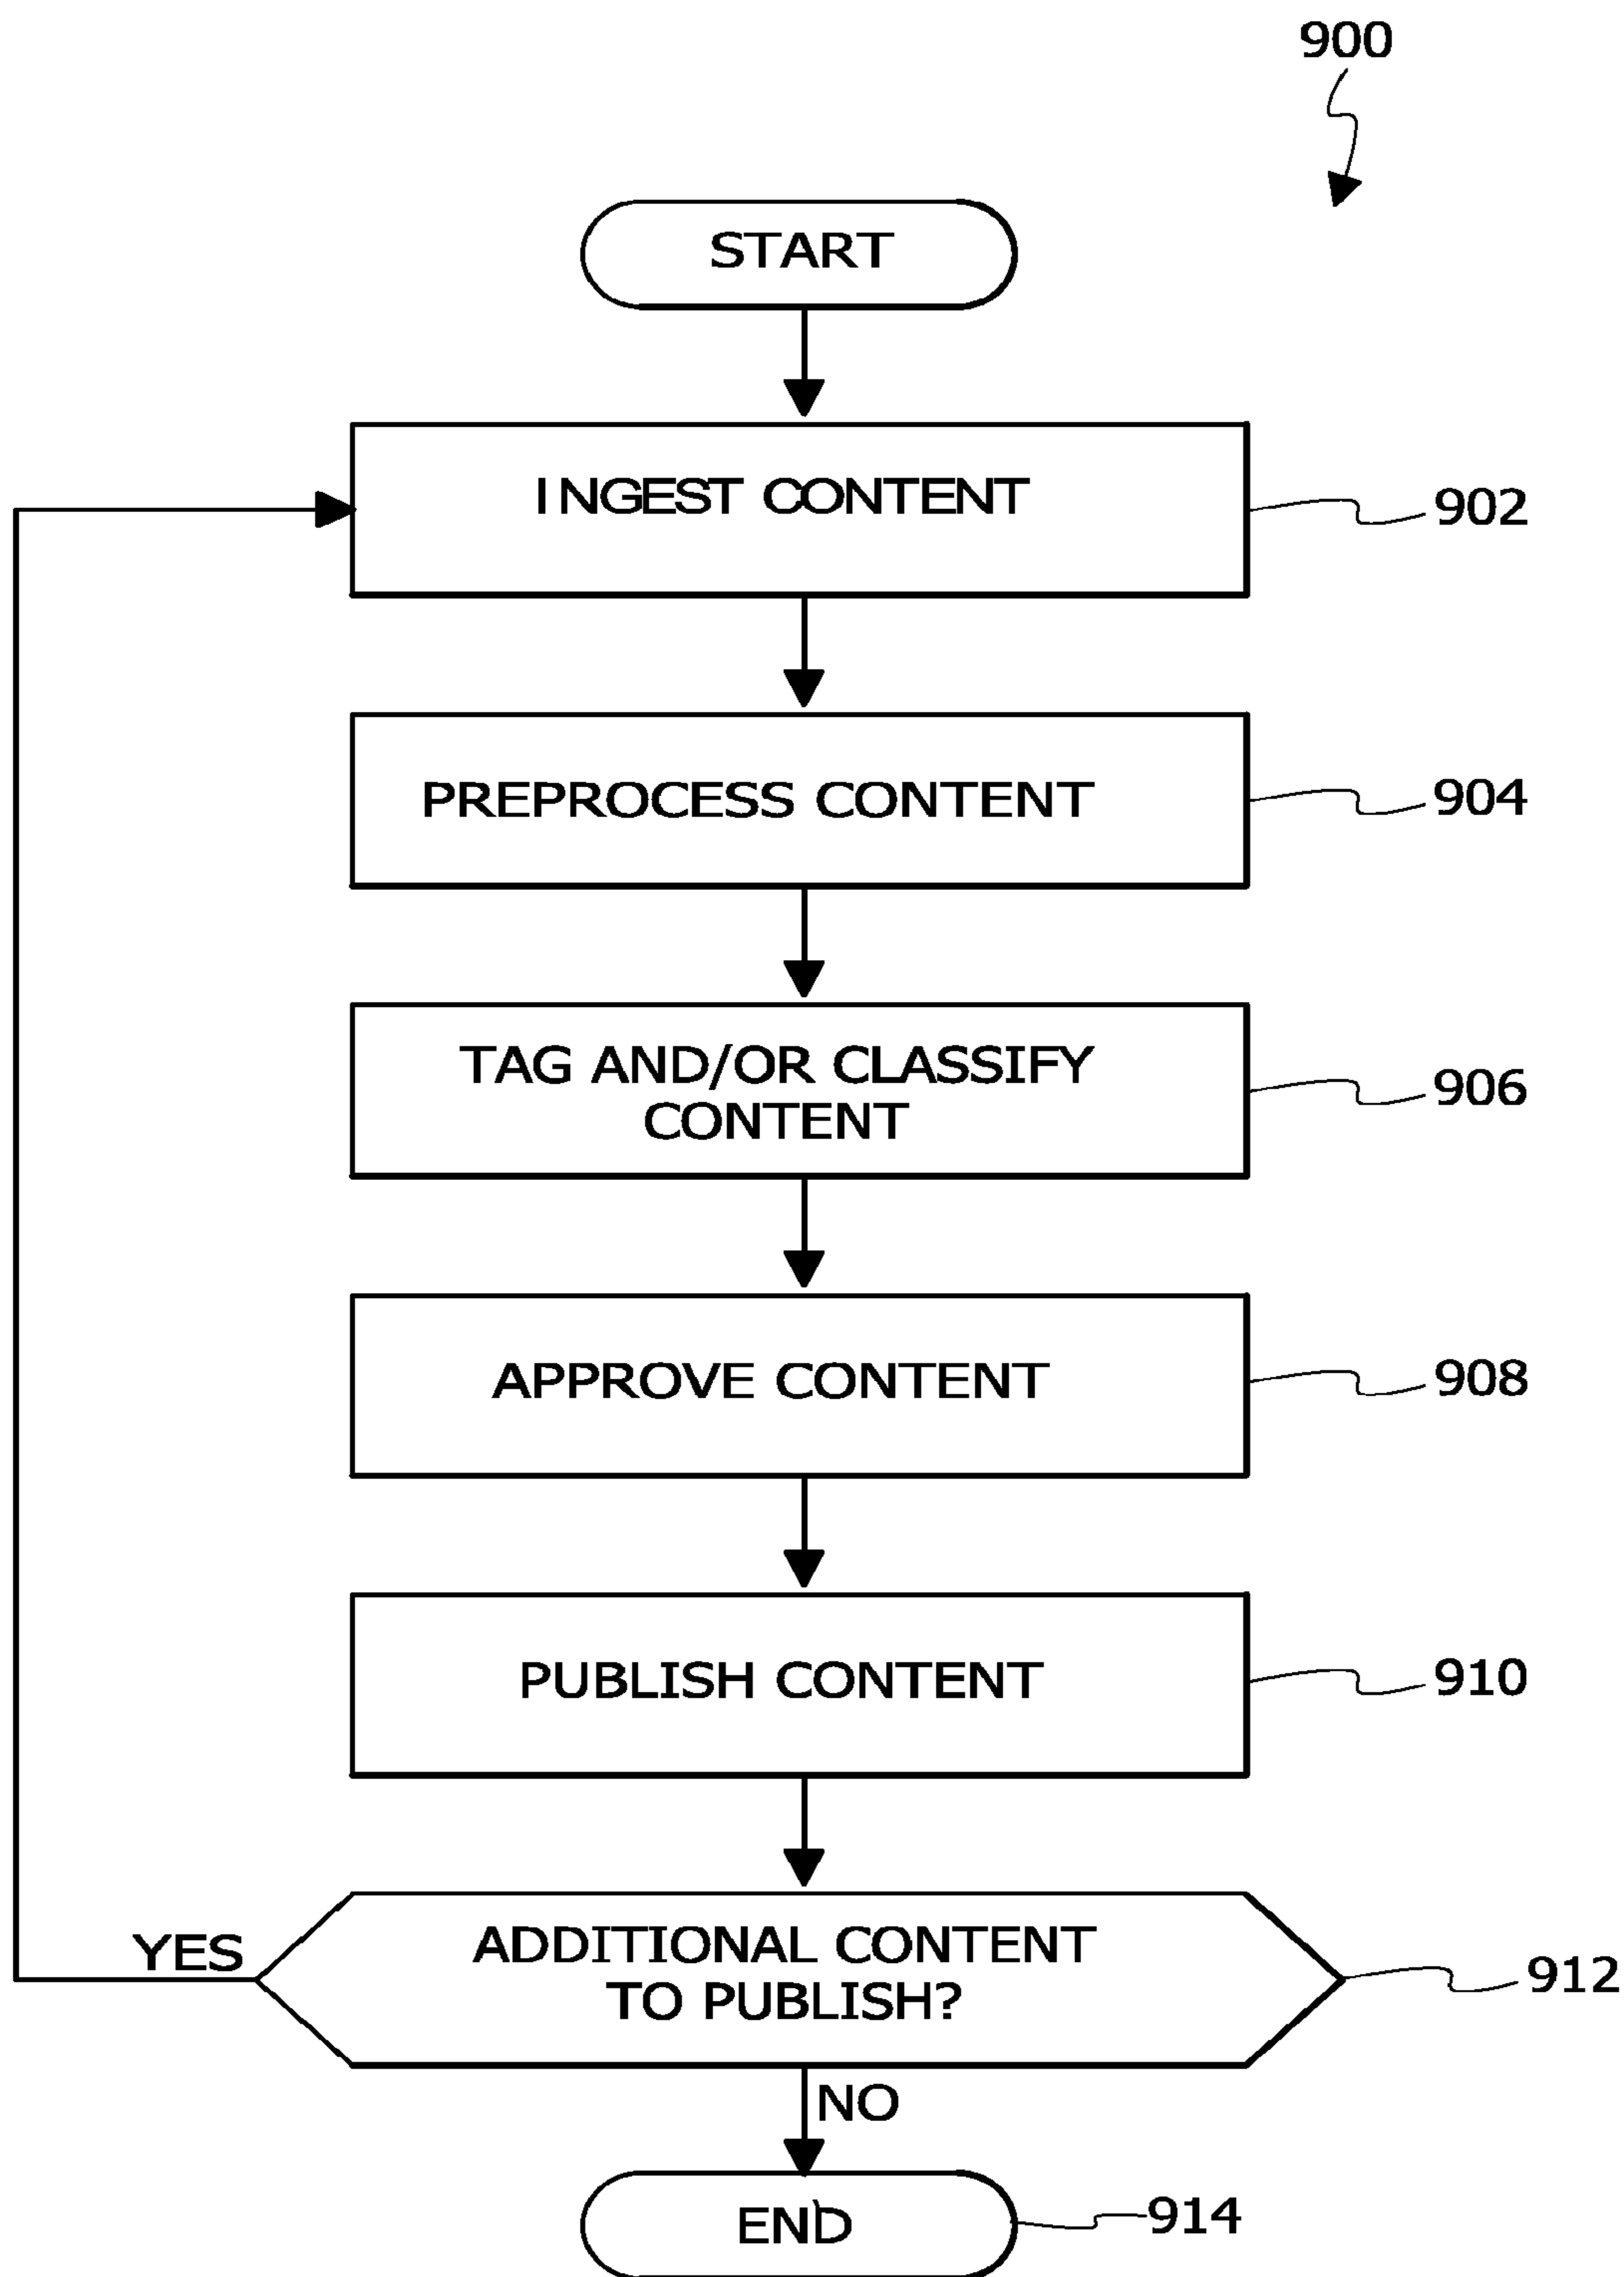 900
START
INGEST CONTENT
902
PREPROCESS CONTENT
904
TAG AND/OR CLASSIFY
CONTENT
906
APPROVE CONTENT
908
PUBLISH CONTENT
910
YES
ADDITIONAL CONTENT
TO PUBLISH?
912
NO
END
914